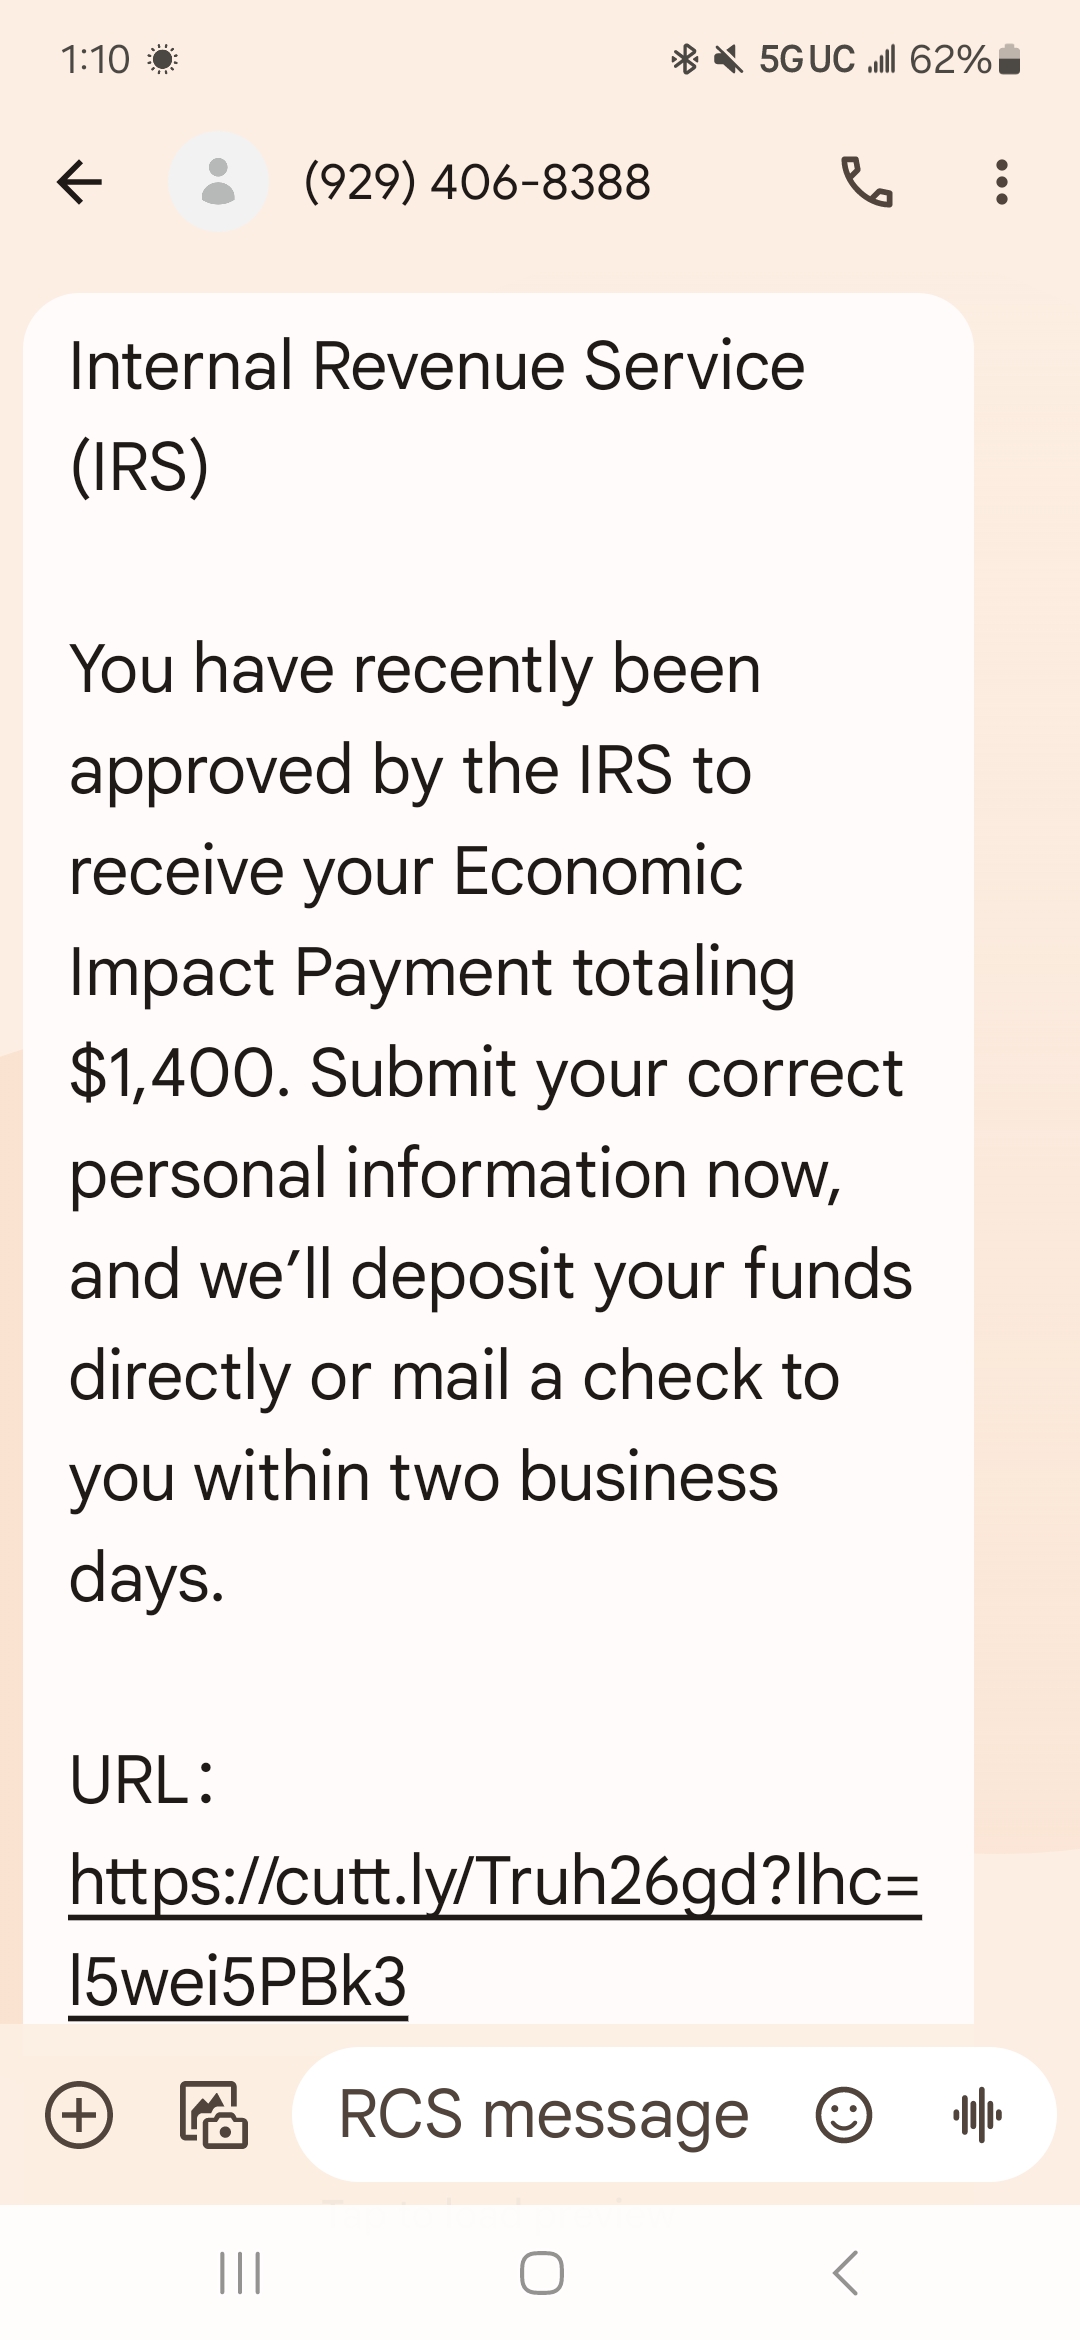 1:10 5G UC 62%
(929) 406-8388
Internal Revenue Service
(IRS)
You have recently been
approved by the IRS to
receive your Economic
Impact Payment totaling
$1,400. Submit your correct
personal information now,
and we’ll deposit your funds
directly or mail a check to
you within two business
days.
URL:
https://cutt.ly/Truh26gd?lhc=
l5wei5PBk3
RCS message